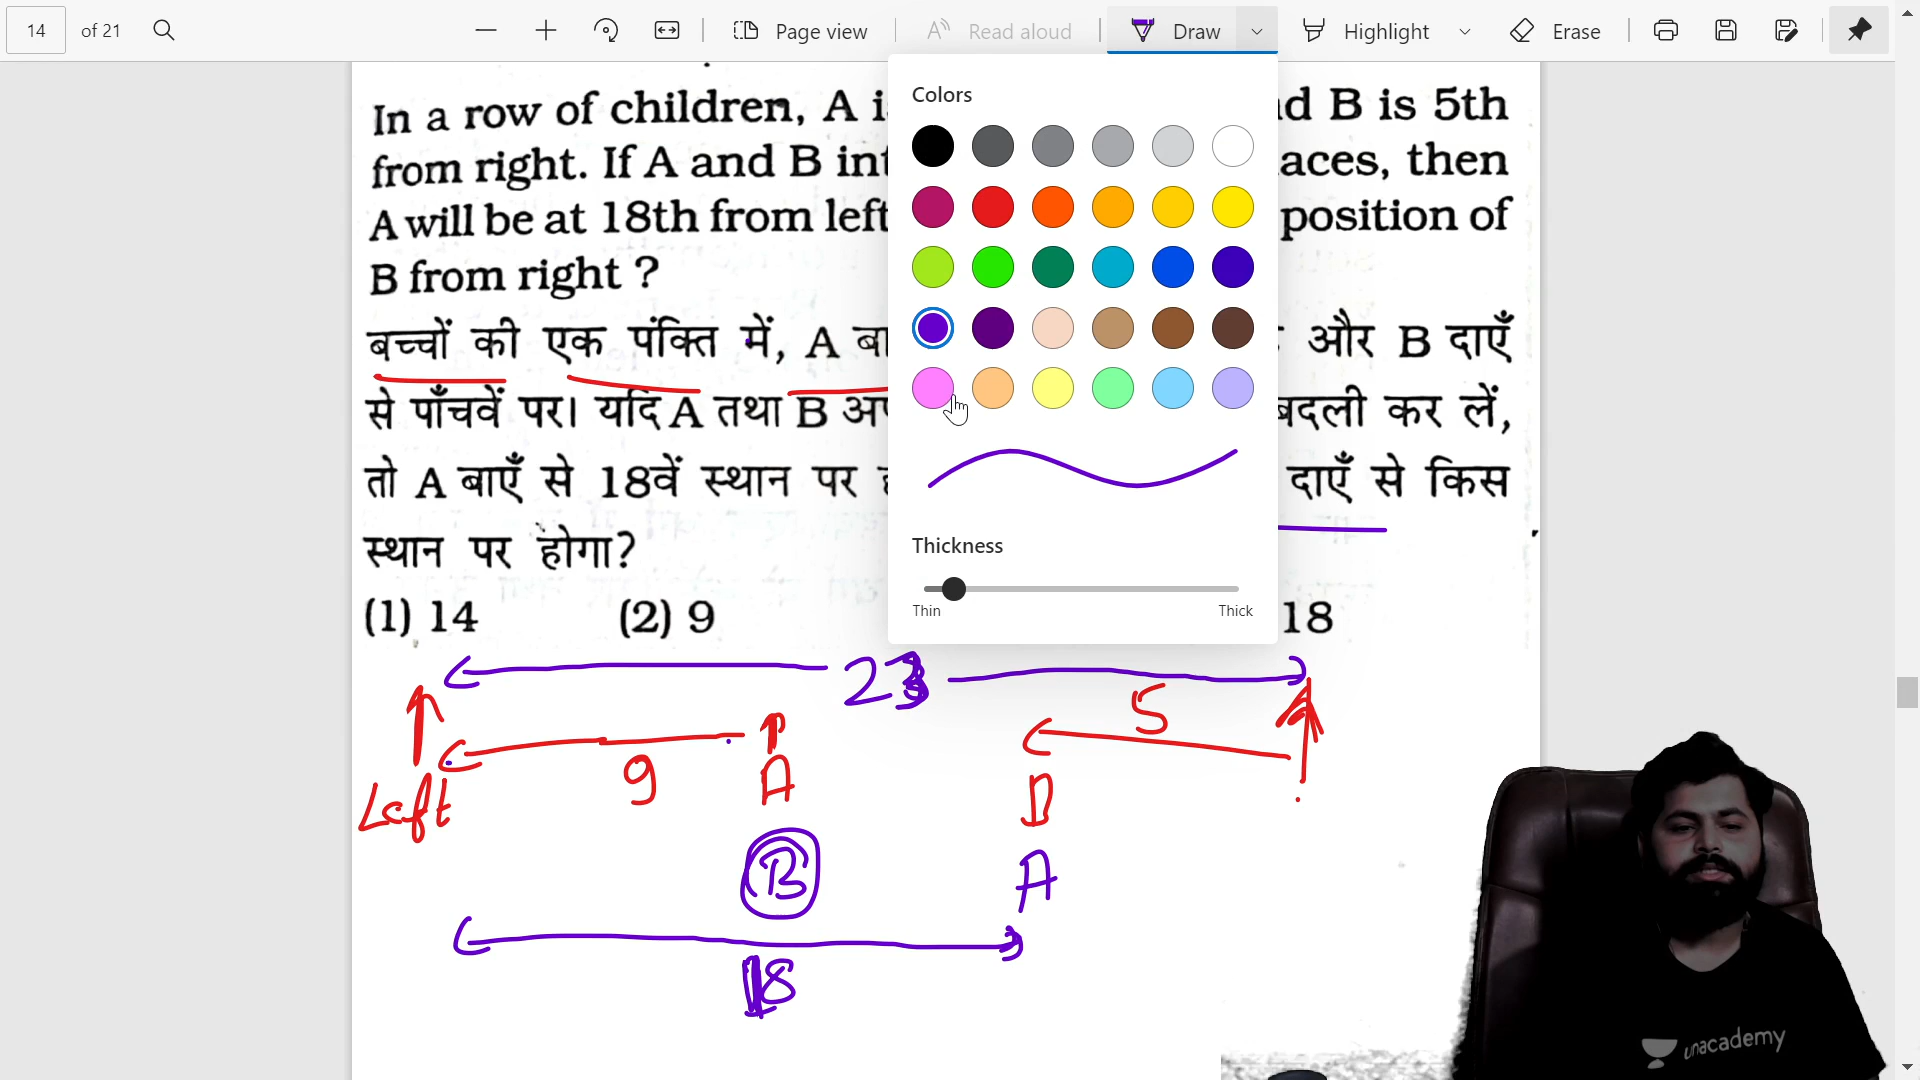 14 of 21 Page view Read aloud Draw Highlight Erase
Colors
In a row of children, A i d B is 5th
from right. If A and B int aces, then
A will be at 18th from left position of
B from right ?
बच्चों की एक पंक्ति में, A बा और B दाएँ
से पाँचवें पर। यदि A तथा B अप बदली कर लें,
तो A बाएँ से 18वें स्थान पर ह दाएँ से किस
स्थान पर होगा?
Thickness
Thin Thick
(1) 14 (2) 9 18
23
5
9 A
Left
B A
18
unacademy